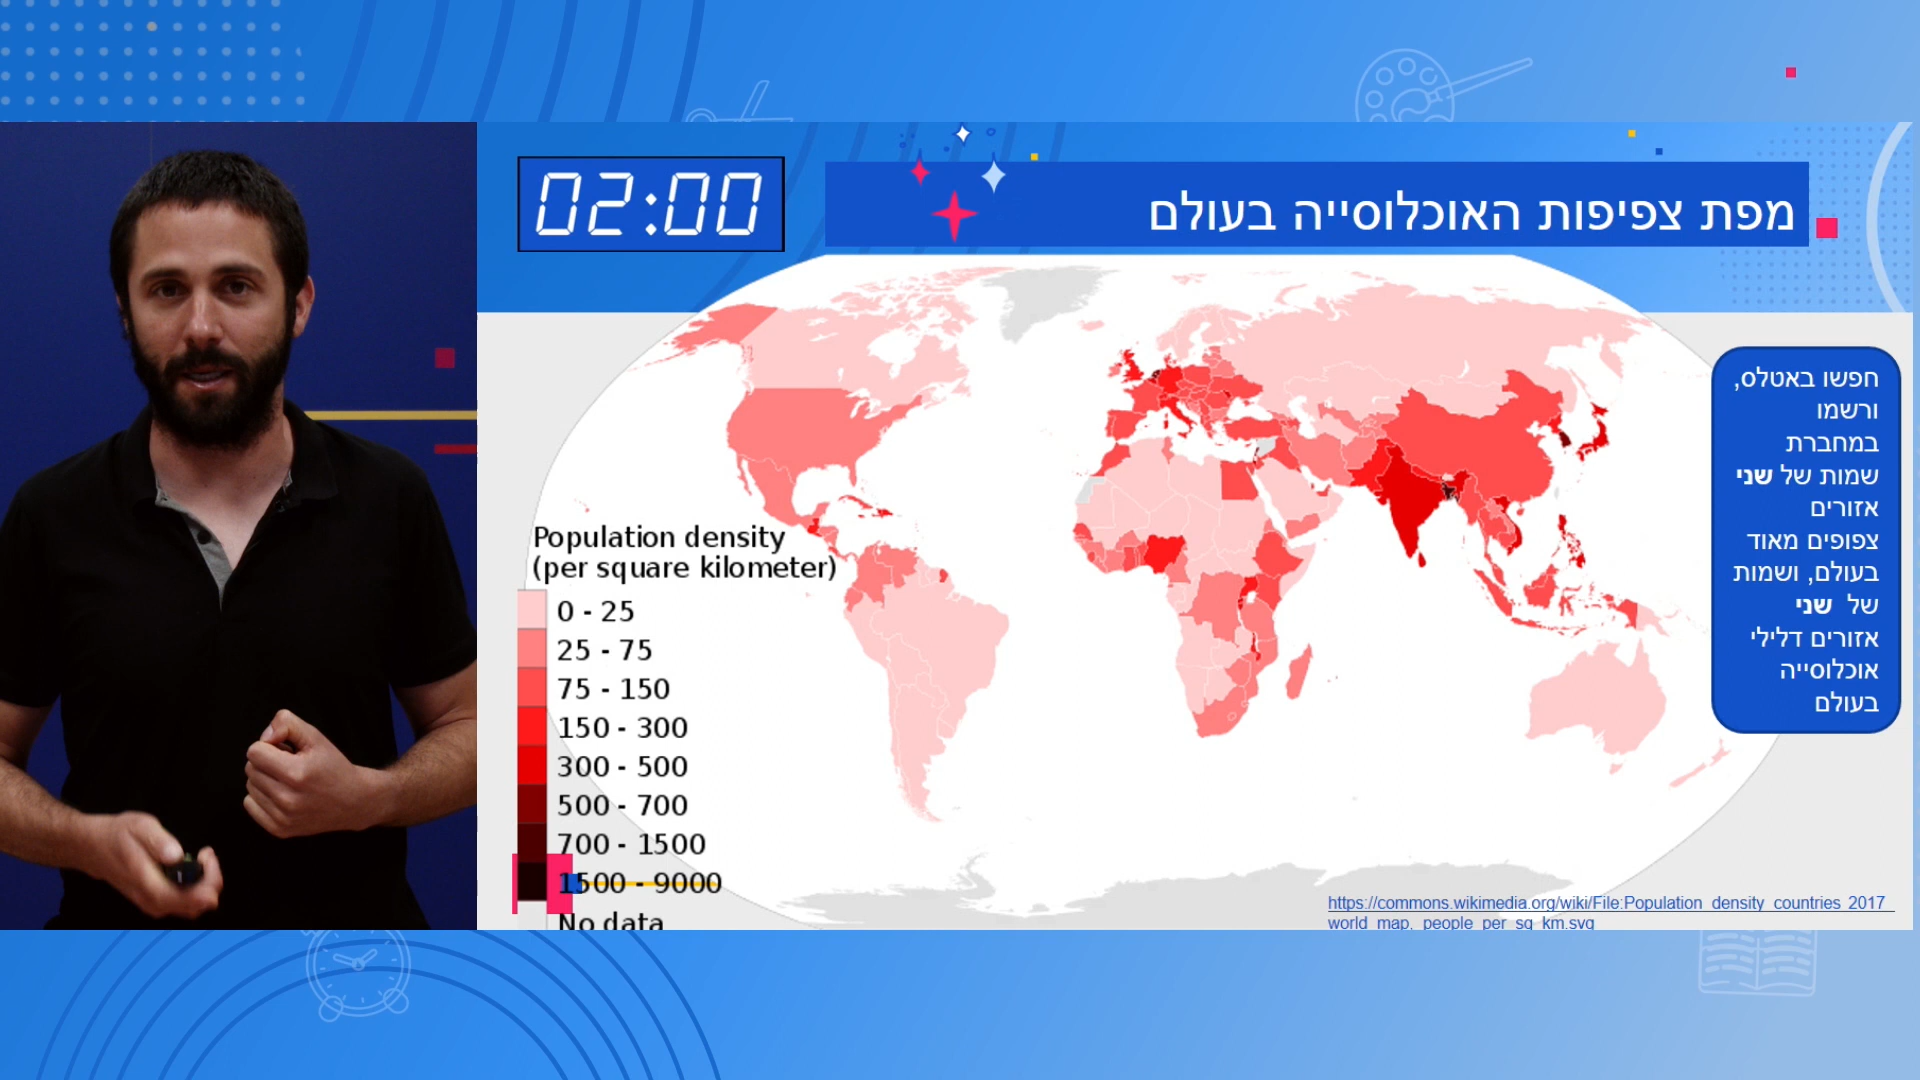 02:00
מפת צפיפות האוכלוסייה בעולם
חפשו באטלס,
ורשמו
במחברת
שמות של שני
אזורים
צפופים מאוד
בעולם, ושמות
של שני
אזורים דלילי
אוכלוסייה
בעולם
Population density
(per square kilometer)
0 - 25
25 - 75
75 - 150
150 - 300
300 - 500
500 - 700
700 - 1500
1500 - 9000
No data
https://commons.wikimedia.org/wiki/File:Population_density_countries_2017_
world_map,_people_per_sq_km.svg